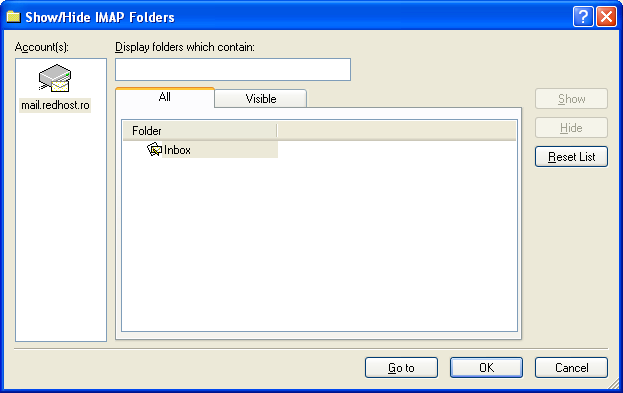 Show/Hide IMAP Folders
Account(s):
Display folders which contain:
mail.redhost.ro
All
Visible
Folder
Inbox
Show
Hide
Reset List
Go to
OK
Cancel